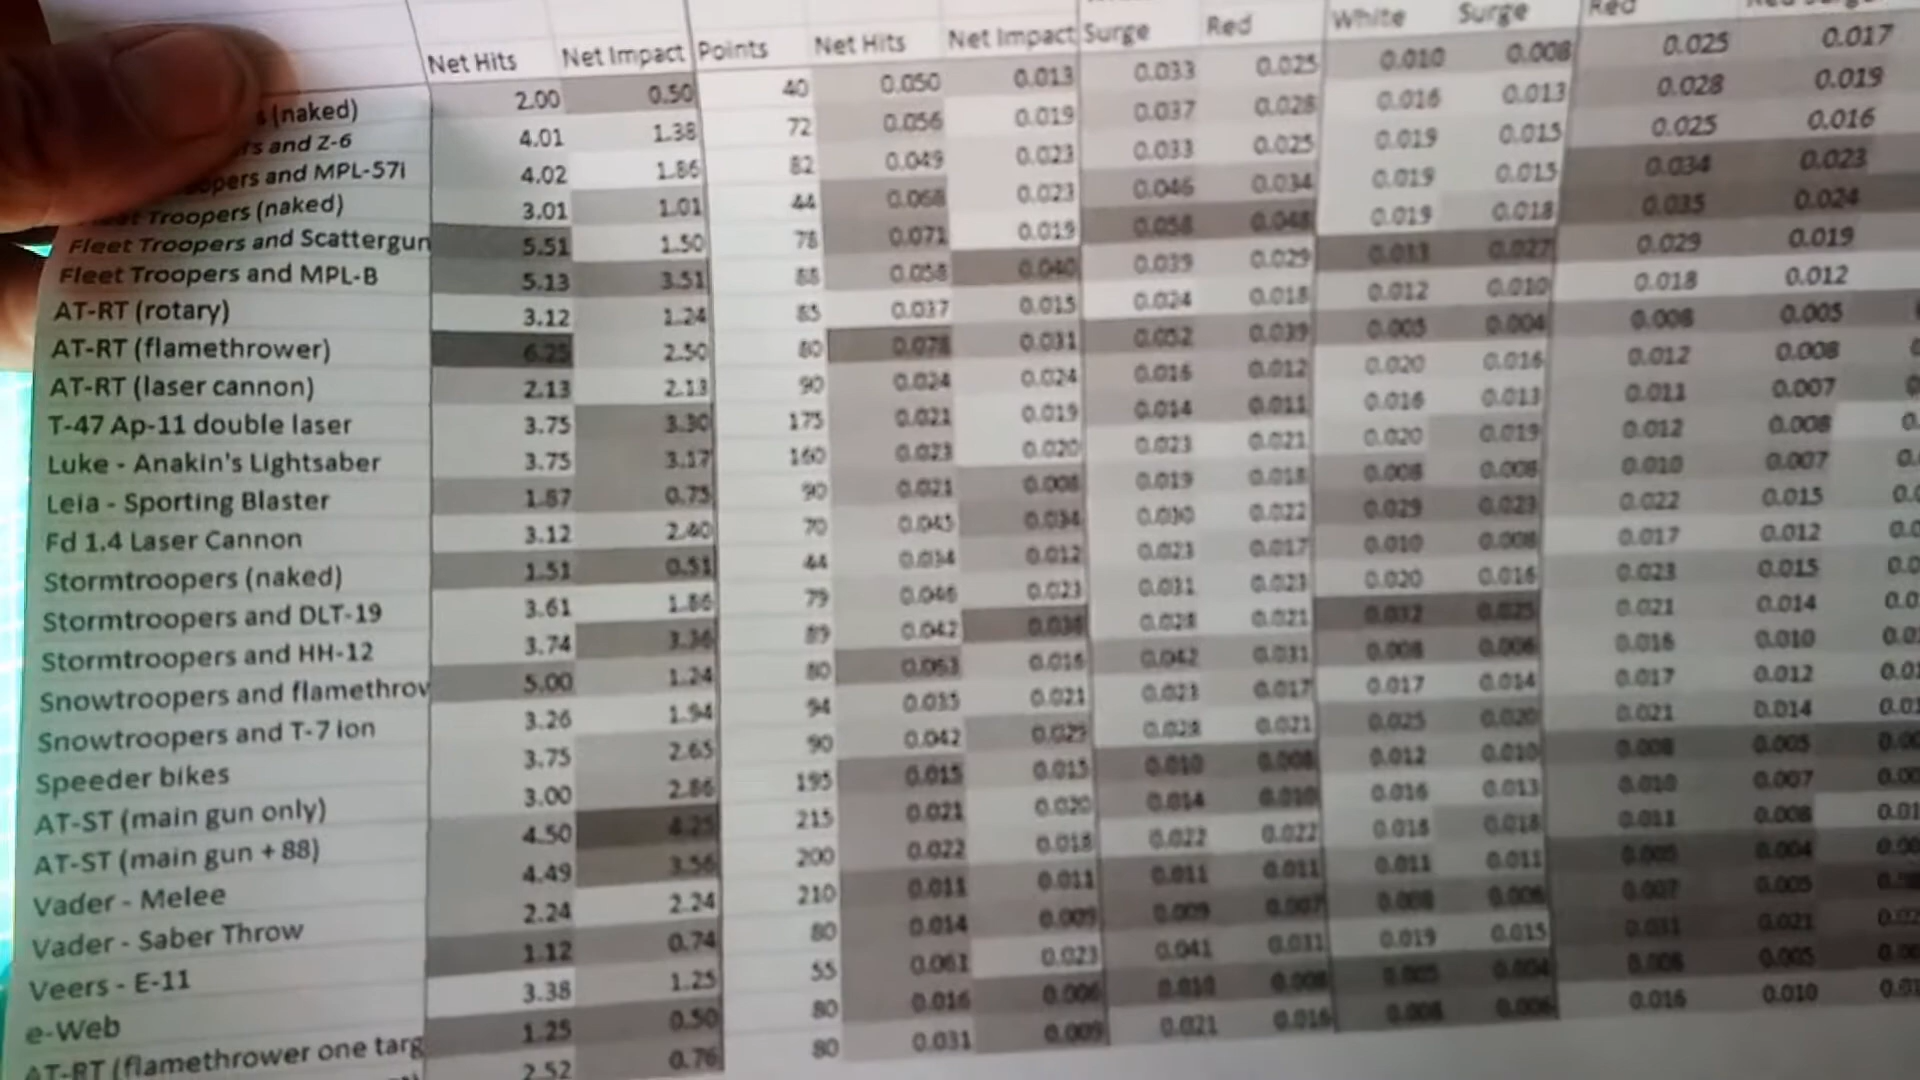 Net Hits Net Impact Points Net Hits Net Impact Surge Red White Surge Red
(naked) 2.00 0.50 40 0.050 0.013 0.033 0.025 0.010 0.008 0.025 0.017
and Z-6 4.01 1.38 72 0.056 0.019 0.037 0.028 0.016 0.013 0.028 0.019
and MPL-57i 4.02 1.86 82 0.049 0.023 0.033 0.025 0.019 0.015 0.025 0.016
Troopers (naked) 3.01 1.01 44 0.068 0.023 0.046 0.034 0.019 0.015 0.034 0.023
Fleet Troopers and Scattergun 5.51 1.50 78 0.071 0.019 0.058 0.048 0.019 0.018 0.035 0.024
Fleet Troopers and MPL-B 5.13 3.51 88 0.058 0.040 0.039 0.029 0.033 0.027 0.029 0.019
AT-RT (rotary) 3.12 1.24 85 0.037 0.015 0.024 0.018 0.012 0.010 0.018 0.012
AT-RT (flamethrower) 6.25 2.50 80 0.078 0.031 0.052 0.039 0.005 0.004 0.008 0.005
AT-RT (laser cannon) 2.13 2.13 90 0.024 0.024 0.016 0.012 0.020 0.016 0.012 0.008
T-47 Ap-11 double laser 3.75 3.30 175 0.021 0.019 0.014 0.011 0.016 0.013 0.011 0.007
Luke - Anakin's Lightsaber 3.75 3.17 160 0.023 0.020 0.023 0.021 0.020 0.019 0.012 0.008
Leia - Sporting Blaster 1.87 0.75 90 0.021 0.008 0.019 0.018 0.008 0.008 0.010 0.007
Fd 1.4 Laser Cannon 3.12 2.40 70 0.045 0.034 0.030 0.022 0.029 0.023 0.022 0.015
Stormtroopers (naked) 1.51 0.51 44 0.034 0.012 0.023 0.017 0.010 0.008 0.017 0.012
Stormtroopers and DLT-19 3.61 1.86 79 0.046 0.023 0.031 0.023 0.020 0.016 0.023 0.015
Stormtroopers and HH-12 3.74 3.36 89 0.042 0.038 0.028 0.021 0.032 0.025 0.021 0.014
Snowtroopers and flamethrow 5.00 1.24 80 0.063 0.016 0.042 0.031 0.008 0.006 0.016 0.010
Snowtroopers and T-7 ion 3.26 1.94 94 0.035 0.021 0.023 0.017 0.017 0.014 0.017 0.012
Speeder bikes 3.75 2.65 90 0.042 0.029 0.028 0.021 0.025 0.020 0.021 0.014
AT-ST (main gun only) 3.00 2.86 195 0.015 0.015 0.010 0.008 0.012 0.010 0.008 0.005
AT-ST (main gun + 88) 4.50 4.25 215 0.021 0.020 0.014 0.010 0.016 0.013 0.010 0.007
Vader - Melee 4.49 3.56 200 0.022 0.018 0.022 0.022 0.018 0.018 0.011 0.008
Vader - Saber Throw 2.24 2.24 210 0.011 0.011 0.011 0.011 0.011 0.011 0.005 0.004
Veers - E-11 1.12 0.74 80 0.014 0.009 0.009 0.007 0.008 0.006 0.007 0.005
e-Web 3.38 1.25 55 0.061 0.023 0.041 0.031 0.019 0.015 0.031 0.021
AT-RT (flamethrower one targ 1.25 0.50 80 0.016 0.006 0.010 0.008 0.005 0.004 0.008 0.005
2.52 0.76 80 0.031 0.009 0.021 0.016 0.008 0.006 0.016 0.010